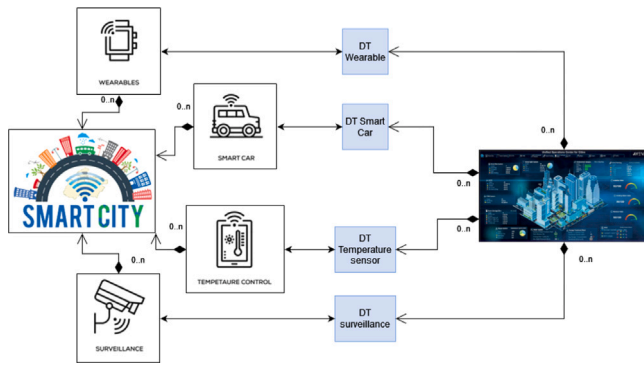 DT
Wearable
WEARABLES
0..n
0..n
0..n
DT Smart
Car
SMART CAR
0..n
SMART CITY
0..n
0..n
TEMPETAURE CONTROL
DT
Temperature
sensor
0..n
0..n
DT
surveillance
SURVEILLANCE